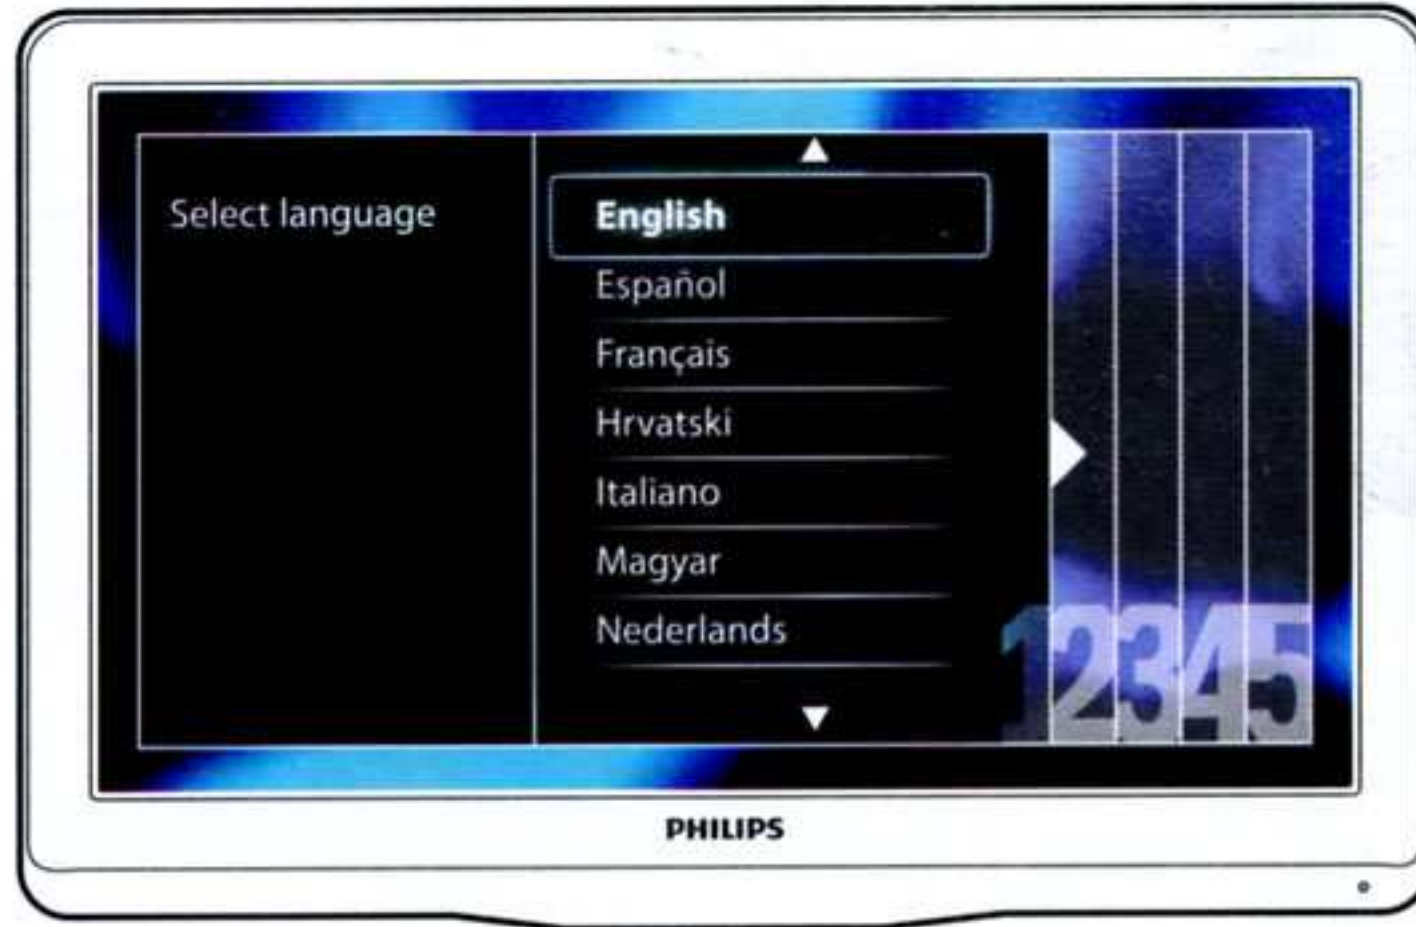 Select language
English
Español
Français
Hrvatski
Italiano
Magyar
Nederlands
12345
PHILIPS